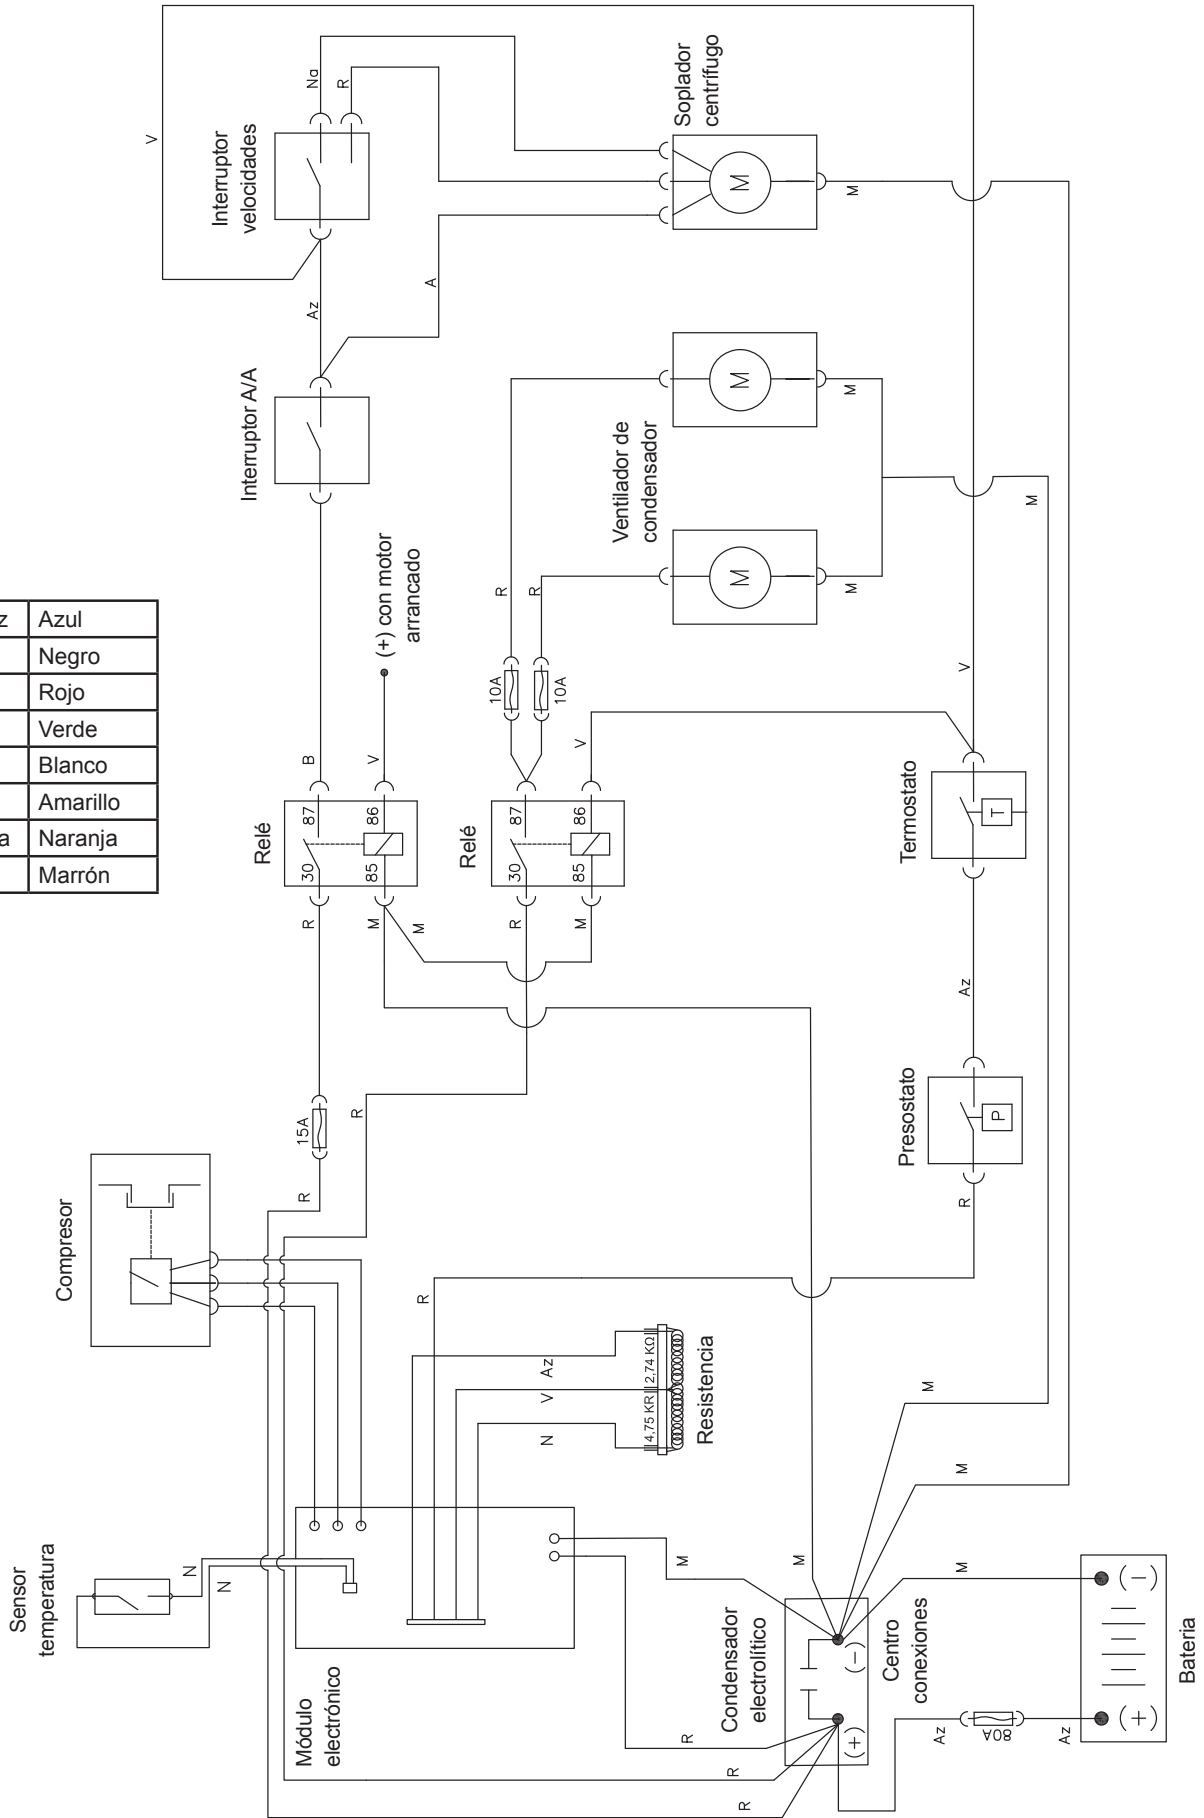 z Azul
Negro
Rojo
Verde
Blanco
Amarillo
a Naranja
Marrón
V
Na
R
Interruptor
velocidades
Soplador
centrífugo
M
M
Az
A
Interruptor A/A
M
M
Ventilador de
condensador
M
M
M
R
R
(+) con motor
arrancado
10A
10A
B
V
V
V
Relé
30
87
85
86
Relé
30
87
85
86
R
M
M
R
M
Termostato
T
Az
Presostato
P
R
15A
R
R
Compresor
R
Az
V
N
4,75 KR
2,74 KΩ
Resistencia
M
M
Sensor
temperatura
N
N
Módulo
electrónico
M
M
M
R
R
R
Condensador
electrolítico
(+)
(-)
Centro
conexiones
Az
80A
Az
(+)
(-)
Bateria